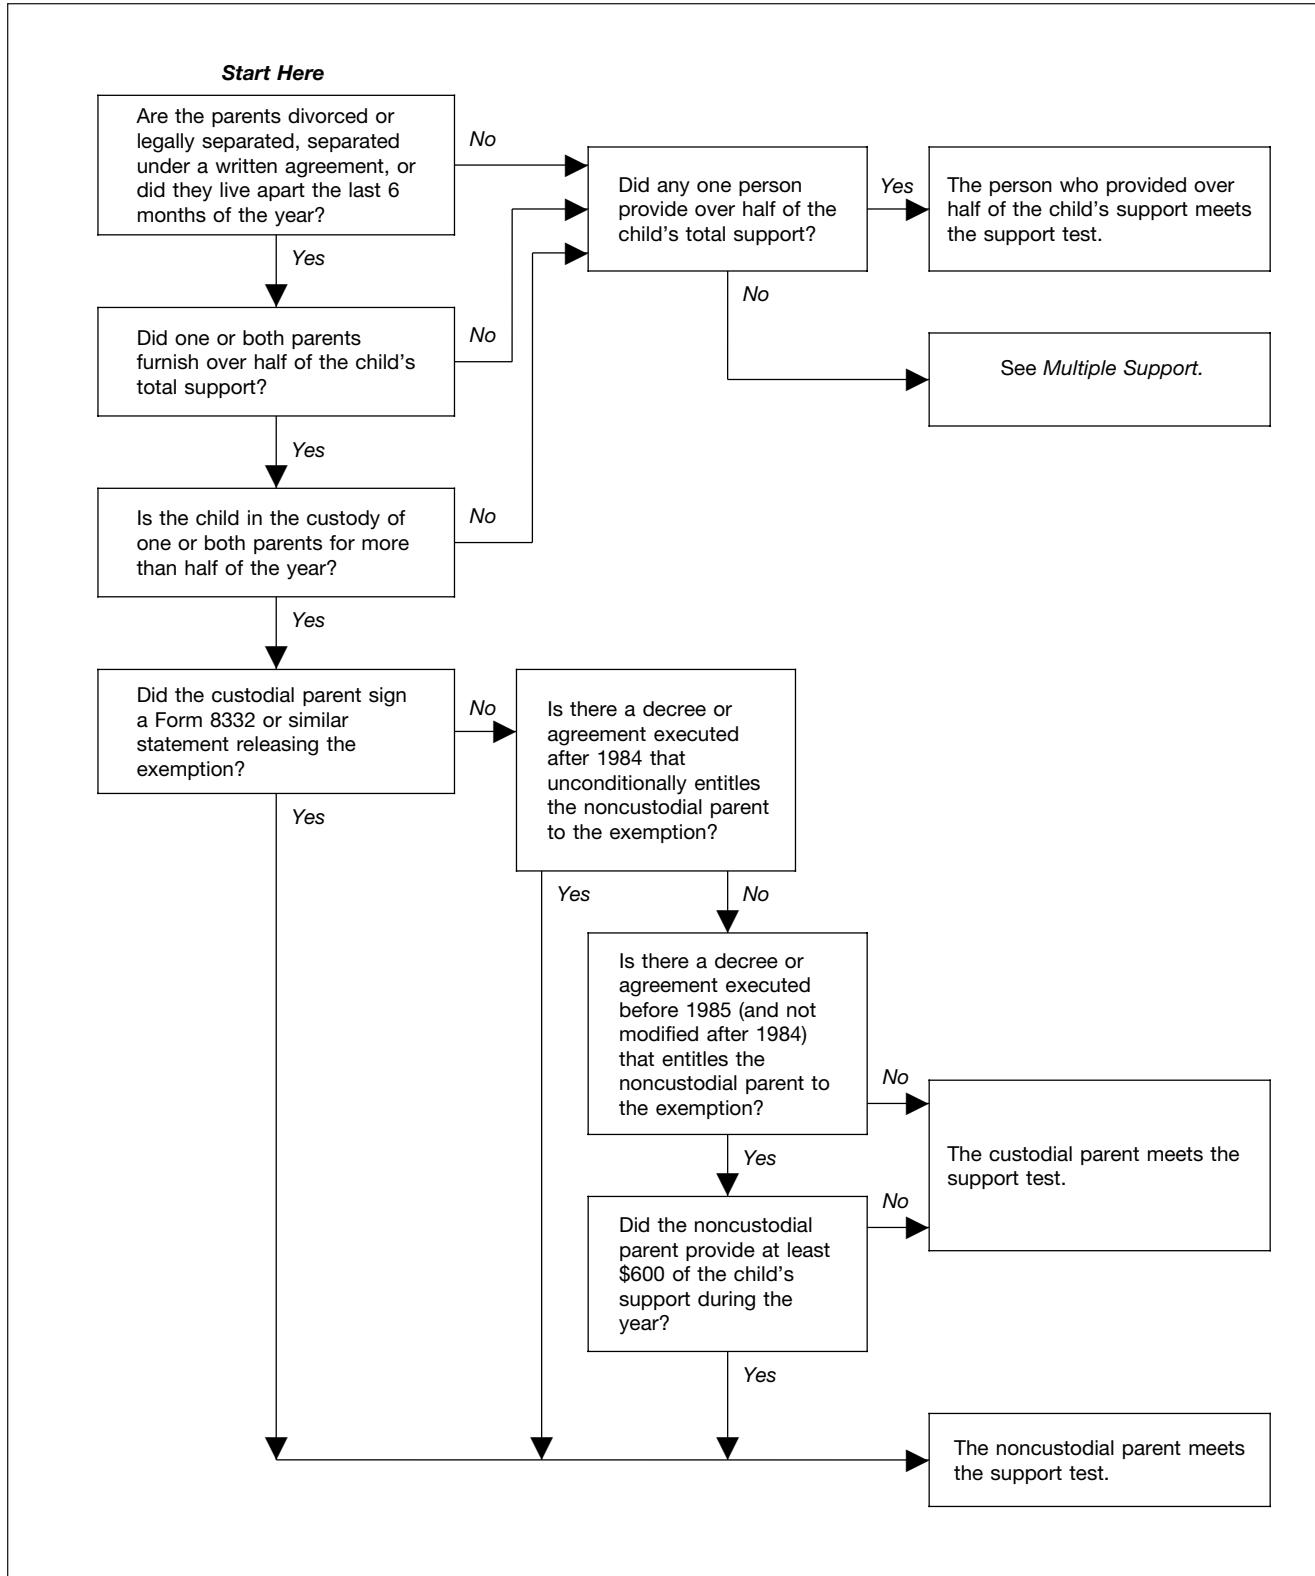 Start Here
Are the parents divorced or
legally separated, separated
under a written agreement, or
did they live apart the last 6
months of the year?
No
Yes
Did any one person
provide over half of the
child's total support?
Yes
No
The person who provided over
half of the child's support meets
the support test.
See Multiple Support.
Did one or both parents
furnish over half of the child's
total support?
No
Yes
Is the child in the custody of
one or both parents for more
than half of the year?
No
Yes
Did the custodial parent sign
a Form 8332 or similar
statement releasing the
exemption?
No
Yes
Is there a decree or
agreement executed
after 1984 that
unconditionally entitles
the noncustodial parent
to the exemption?
Yes
No
Is there a decree or
agreement executed
before 1985 (and not
modified after 1984)
that entitles the
noncustodial parent to
the exemption?
No
Yes
The custodial parent meets the
support test.
Did the noncustodial
parent provide at least
$600 of the child's
support during the
year?
No
Yes
The noncustodial parent meets
the support test.